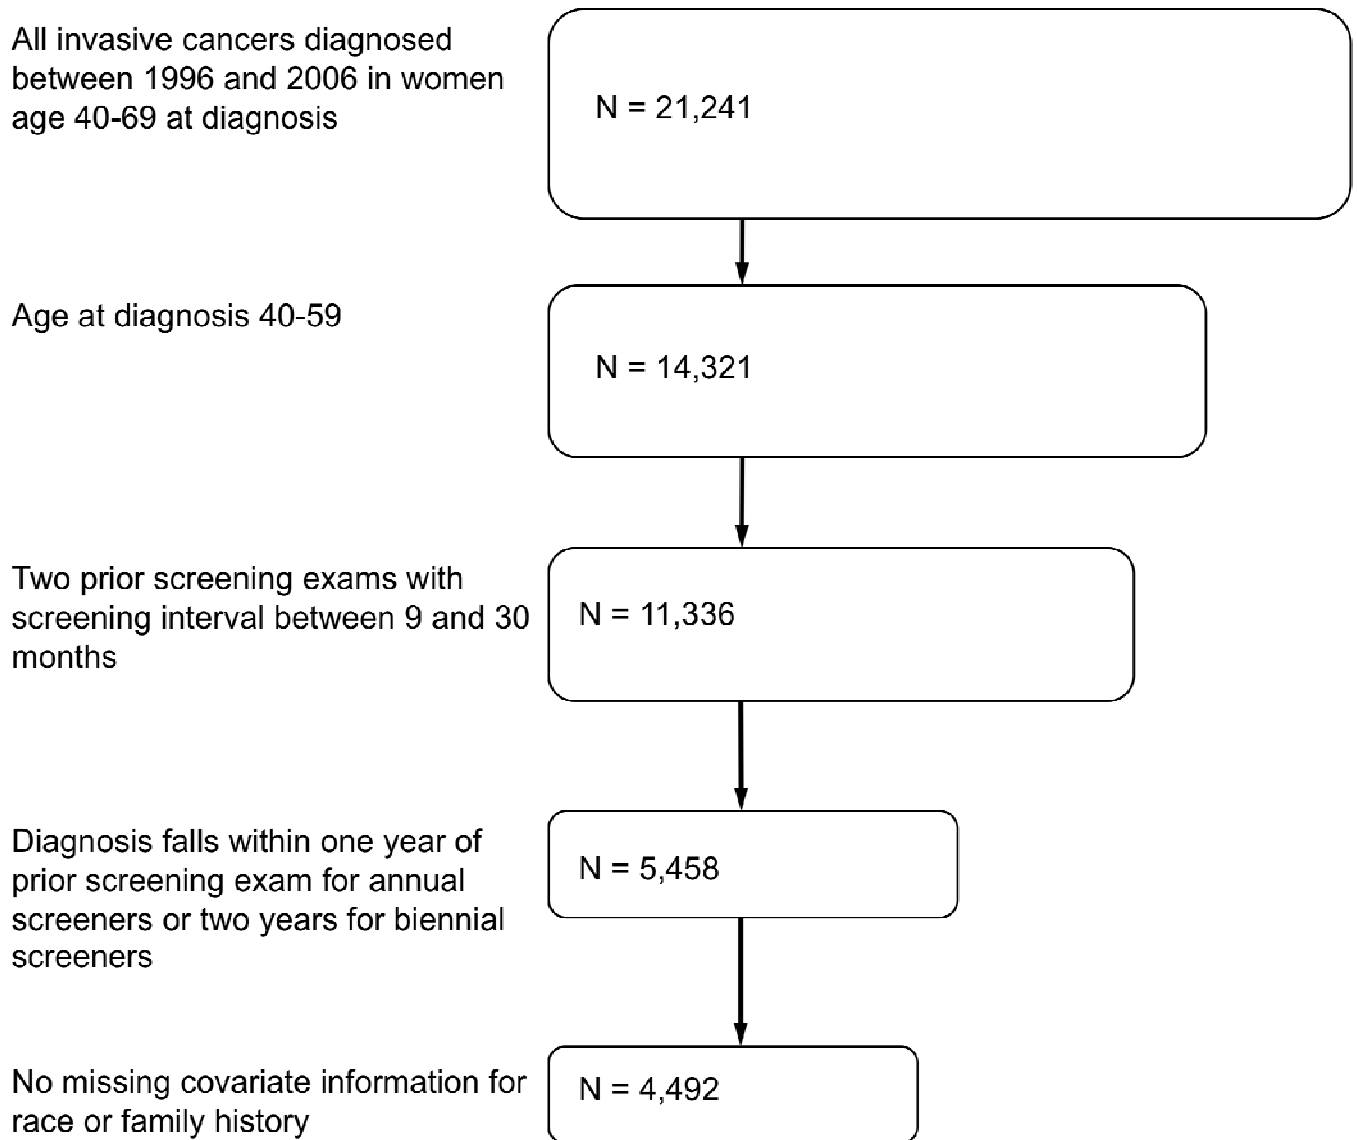 All invasive cancers diagnosed
between 1996 and 2006 in women
age 40-69 at diagnosis
N = 21,241
Age at diagnosis 40-59
N = 14,321
Two prior screening exams with
screening interval between 9 and 30
months
N = 11,336
Diagnosis falls within one year of
prior screening exam for annual
screeners or two years for biennial
screeners
N = 5,458
No missing covariate information for
race or family history
N = 4,492